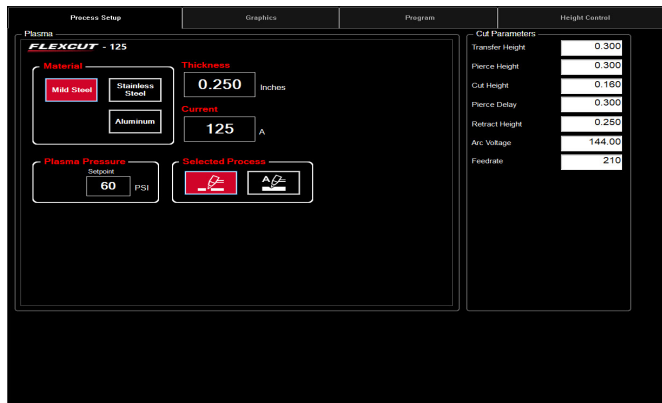 Process Setup Graphics Program Height Control
Plasma
FLEXCUT - 125
Material
Mild Steel
Stainless
Steel
Aluminum
Thickness
0.250 Inches
Current
125 A
Plasma Pressure
Setpoint
60 PSI
Selected Process
A
Cut Parameters
Transfer Height 0.300
Pierce Height 0.300
Cut Height 0.160
Pierce Delay 0.300
Retract Height 0.250
Arc Voltage 144.00
Feedrate 210